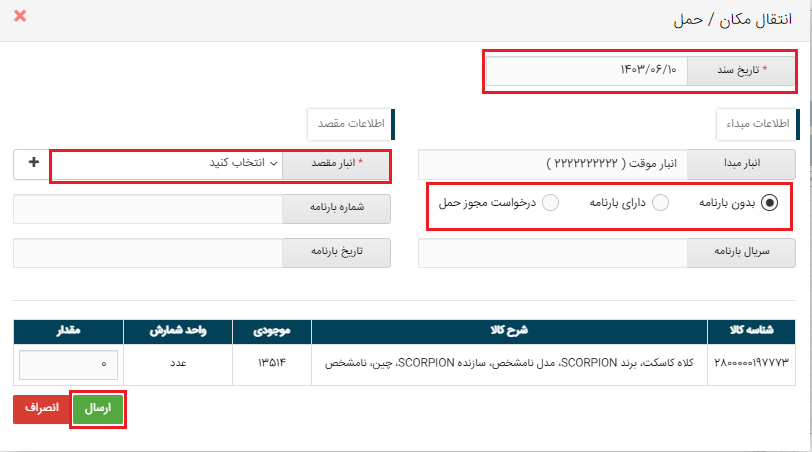 انتقال مکان / حمل
* تاریخ سند ۱۴۰۳/۰۶/۱۰
اطلاعات مبداء
اطلاعات مقصد
انبار مبدا انبار موقت ( ۲۲۲۲۲۲۲۲۲۲ )
* انبار مقصد انتخاب کنید +
بدون بارنامه دارای بارنامه درخواست مجوز حمل
شماره بارنامه
سریال بارنامه
تاریخ بارنامه
شناسه کالا شرح کالا موجودی واحد شمارش مقدار
۲۸۰۰۰۰۰۱۹۷۷۷۳ کلاه کاسکت، برند SCORPION، مدل نامشخص، سازنده SCORPION، چین، نامشخص ۱۳۵۱۴ عدد ۰
ارسال انصراف